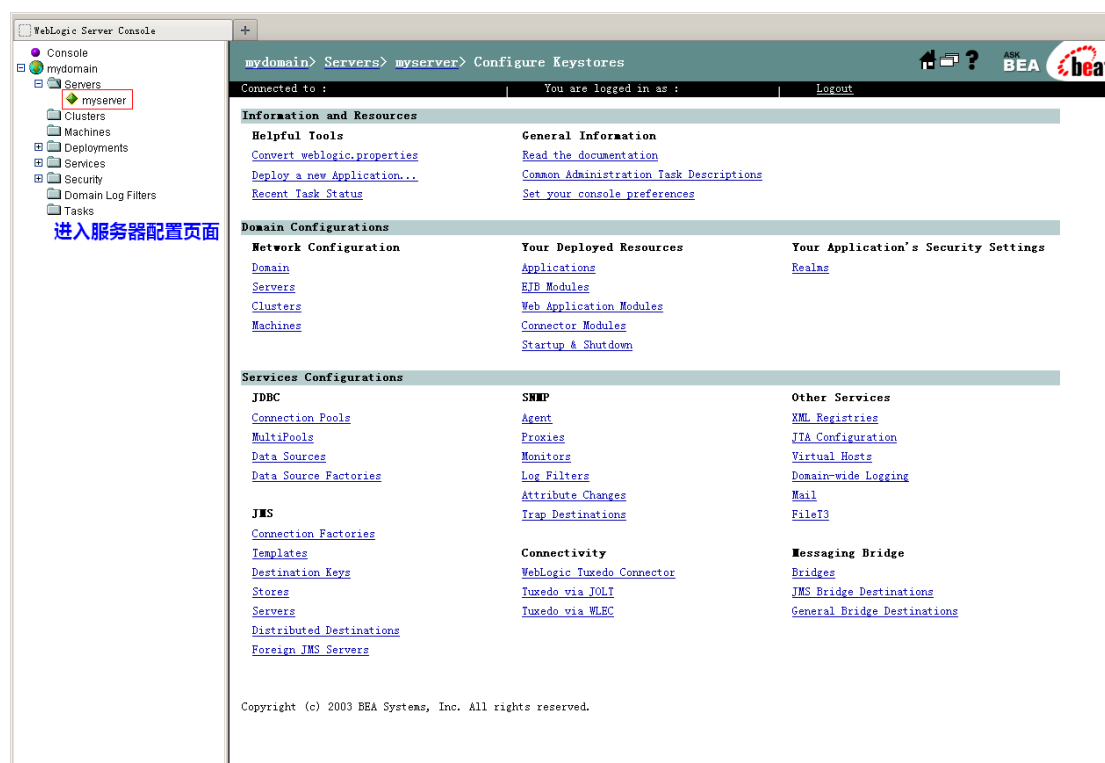 WebLogic Server Console
+
Console
mydomain
Servers
myserver
Clusters
Machines
Deployments
Services
Security
Domain Log Filters
Tasks
进入服务器配置页面
mydomain> Servers> myserver> Configure Keystores
? ASK BEA bea
Connected to : | You are logged in as : | Logout
Information and Resources
Helpful Tools
Convert weblogic.properties
Deploy a new Application...
Recent Task Status
General Information
Read the documentation
Common Administration Task Descriptions
Set your console preferences
Domain Configurations
Network Configuration
Domain
Servers
Clusters
Machines
Your Deployed Resources
Applications
EJB Modules
Web Application Modules
Connector Modules
Startup & Shutdown
Your Application's Security Settings
Realms
Services Configurations
JDBC
Connection Pools
MultiPools
Data Sources
Data Source Factories
SNMP
Agent
Proxies
Monitors
Log Filters
Attribute Changes
Trap Destinations
Other Services
XML Registries
JTA Configuration
Virtual Hosts
Domain-wide Logging
Mail
FileT3
JMS
Connection Factories
Templates
Destination Keys
Stores
Servers
Distributed Destinations
Foreign JMS Servers
Connectivity
WebLogic Tuxedo Connector
Tuxedo via JOLT
Tuxedo via WLEC
Messaging Bridge
Bridges
JMS Bridge Destinations
General Bridge Destinations
Copyright (c) 2003 BEA Systems, Inc. All rights reserved.